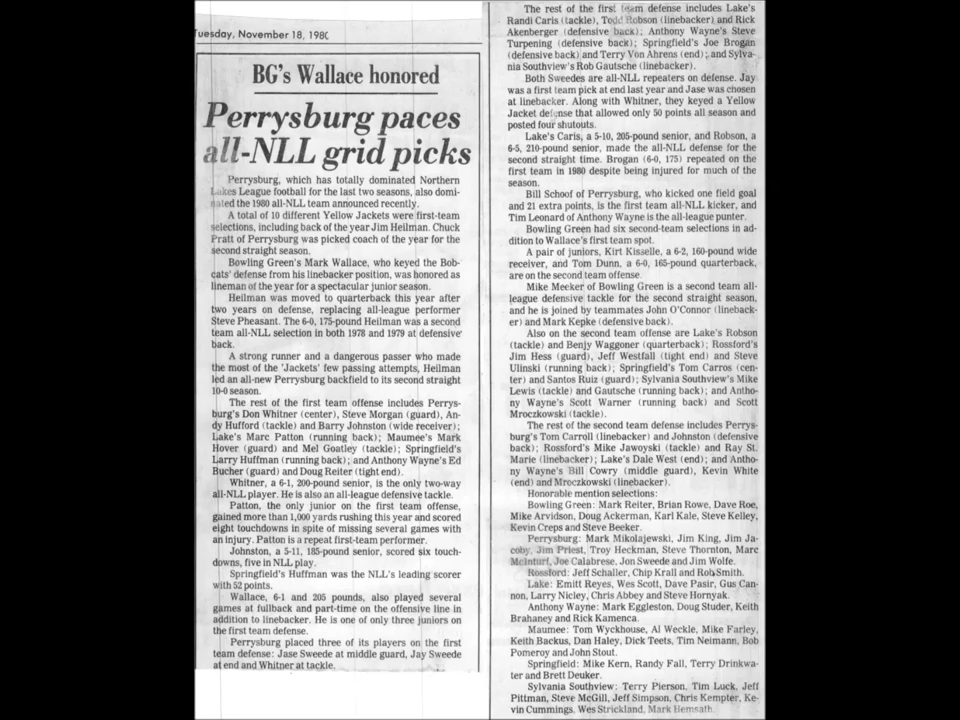 Tuesday, November 18, 1980
BG's Wallace honored
Perrysburg paces
all-NLL grid picks
Perrysburg, which has totally dominated Northern
Lakes League football for the last two seasons, also domi-
nated the 1980 all-NLL team announced recently.
A total of 10 different Yellow Jackets were first-team
selections, including back of the year Jim Heilman. Chuck
Pratt of Perrysburg was picked coach of the year for the
second straight season.
Bowling Green's Mark Wallace, who keyed the Bob-
cats' defense from his linebacker position, was honored as
lineman of the year for a spectacular junior season.
Heilman was moved to quarterback this year after
two years on defense, replacing all-league performer
Steve Pheasant. The 6-0, 175-pound Heilman was a second
team all-NLL selection in both 1978 and 1979 at defensive
back.
A strong runner and a dangerous passer who made
the most of the 'Jackets' few passing attempts, Heilman
led an all-new Perrysburg backfield to its second straight
10-0 season.
The rest of the first team offense includes Perrys-
burg's Don Whitner (center), Steve Morgan (guard), An-
dy Hufford (tackle) and Barry Johnston (wide receiver);
Lake's Marc Patton (running back); Maumee's Mark
Hover (guard) and Mel Goatley (tackle); Springfield's
Larry Huffman (running back); and Anthony Wayne's Ed
Bucher (guard) and Doug Reiter (tight end).
Whitner, a 6-1, 200-pound senior, is the only two-way
all-NLL player. He is also an all-league defensive tackle.
Patton, the only junior on the first team offense,
gained more than 1,000 yards rushing this year and scored
eight touchdowns in spite of missing several games with
an injury. Patton is a repeat first-team performer.
Johnston, a 5-11, 185-pound senior, scored six touch-
downs, five in NLL play.
Springfield's Huffman was the NLL's leading scorer
with 52 points.
Wallace, 6-1 and 205 pounds, also played several
games at fullback and part-time on the offensive line in
addition to linebacker. He is one of only three juniors on
the first team defense.
Perrysburg placed three of its players on the first
team defense: Jase Sweede at middle guard, Jay Sweede
at end and Whitner at tackle.
The rest of the first team defense includes Lake's
Randi Caris (tackle), Todd Robson (linebacker) and Rick
Akenberger (defensive back); Anthony Wayne's Steve
Turpening (defensive back); Springfield's Joe Brogan
(defensive back and Terry Von Ahrens (end); and Sylva-
nia Southview's Rob Gautsche (linebacker).
Both Sweedes are all-NLL repeaters on defense. Jay
was a first team pick at end last year and Jase was chosen
at linebacker. Along with Whitner, they keyed a Yellow
Jacket defense that allowed only 50 points all season and
posted four shutouts.
Lake's Caris, a 5-10, 205-pound senior, and Robson, a
6-5, 210-pound senior, made the all-NLL defense for the
second straight time. Brogan (6-0, 175) repeated on the
first team in 1980 despite being injured for much of the
season.
Bill Schoof of Perrysburg, who kicked one field goal
and 21 extra points, is the first team all-NLL kicker, and
Tim Leonard of Anthony Wayne is the all-league punter.
Bowling Green had six second-team selections in ad-
dition to Wallace's first team spot.
A pair of juniors, Kirt Kisselle, a 6-2, 160-pound wide
receiver, and Tom Dunn, a 6-0, 165-pound quarterback,
are on the second team offense.
Mike Meeker of Bowling Green is a second team all-
league defensive tackle for the second straight season,
and he is joined by teammates John O'Connor (lineback-
er) and Mark Kepke (defensive back).
Also on the second team offense are Lake's Robson
(tackle) and Benjy Waggoner (quarterback); Rossford's
Jim Hess (guard), Jeff Westfall (tight end) and Steve
Ulinski (running back); Springfield's Tom Carros (cen-
ter) and Santos Ruiz (guard); Sylvania Southview's Mike
Lewis (tackle) and Gautsche (running back); and Antho-
ny Wayne's Scott Warner (running back) and Scott
Mroczkowski (tackle).
The rest of the second team defense includes Perrys-
burg's Tom Carroll (linebacker) and Johnston (defensive
back); Rossford's Mike Jawoyski (tackle) and Ray St.
Marie (linebacker); Lake's Dale West (end); and Antho-
ny Wayne's Bill Cowry (middle guard), Kevin White
(end) and Mroczkowski (linebacker).
Honorable mention selections:
Bowling Green: Mark Reiter, Brian Rowe, Dave Roe,
Mike Arvidson, Doug Ackerman, Karl Kale, Steve Kelley,
Kevin Creps and Steve Beeker.
Perrysburg: Mark Mikolajewski, Jim King, Jim Ja-
coby, Jim Priest, Troy Heckman, Steve Thornton, Marc
McInturf, Joe Calabrese, Jon Sweede and Jim Wolfe.
Rossford: Jeff Schaller, Chip Krall and Rob Smith.
Lake: Emitt Reyes, Wes Scott, Dave Pasir, Gus Can-
non, Larry Nicley, Chris Abbey and Steve Hornyak.
Anthony Wayne: Mark Eggleston, Doug Studer, Keith
Brahaney and Rick Kamenca.
Maumee: Tom Wyckhouse, Al Weckle, Mike Farley,
Keith Backus, Dan Haley, Dick Teets, Tim Neimann, Bob
Pomeroy and John Stout.
Springfield: Mike Kern, Randy Fall, Terry Drinkwa-
ter and Brett Deuker.
Sylvania Southview: Terry Pierson, Tim Luck, Jeff
Pittman, Steve McGill, Jeff Simpson, Chris Kempter, Ke-
vin Cummings, Wes Strickland, Mark Hemsath.